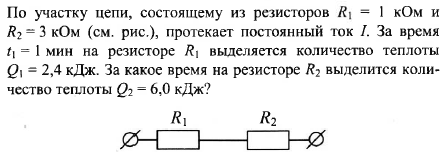 По участку цепи, состоящему из резисторов R₁ = 1 кОм и
R₂ = 3 кОм (см. рис.), протекает постоянный ток I. За время
t₁ = 1 мин на резисторе R₁ выделяется количество теплоты
Q₁ = 2,4 кДж. За какое время на резисторе R₂ выделится коли-
чество теплоты Q₂ = 6,0 кДж?
R₁ R₂